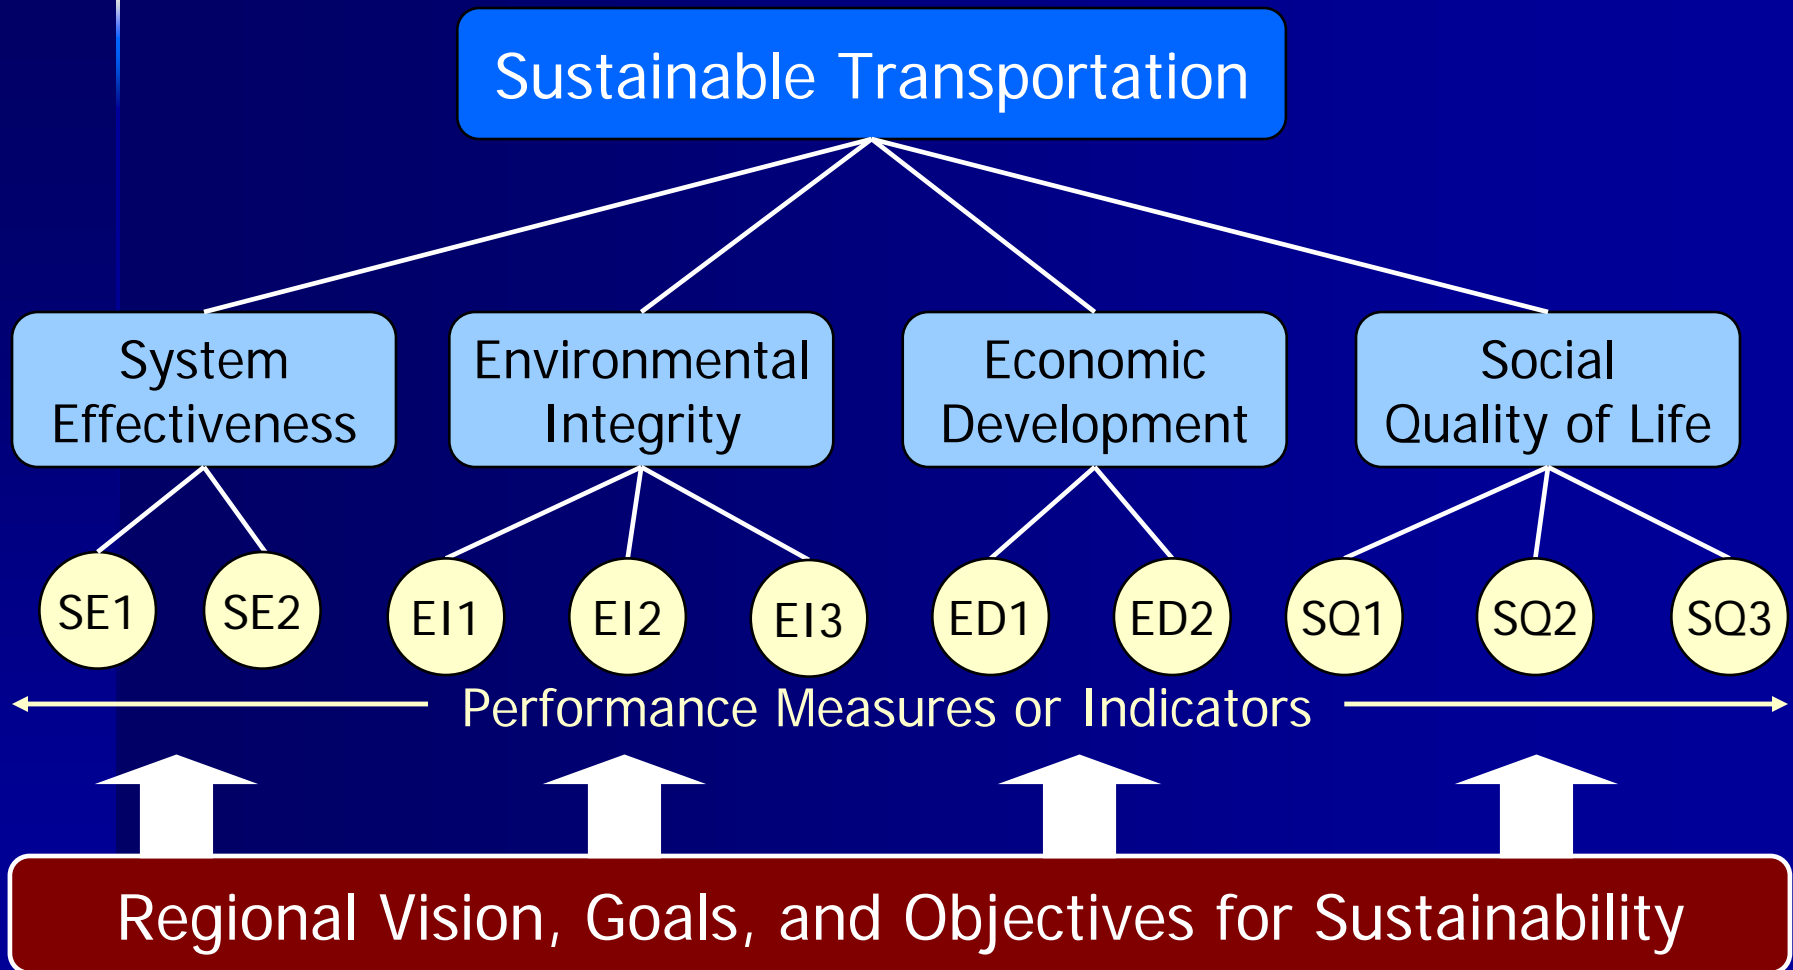 Sustainable Transportation
System
Effectiveness
Environmental
Integrity
Economic
Development
Social
Quality of Life
SE1 SE2 EI1 EI2 EI3 ED1 ED2 SQ1 SQ2 SQ3
Performance Measures or Indicators
Regional Vision, Goals, and Objectives for Sustainability